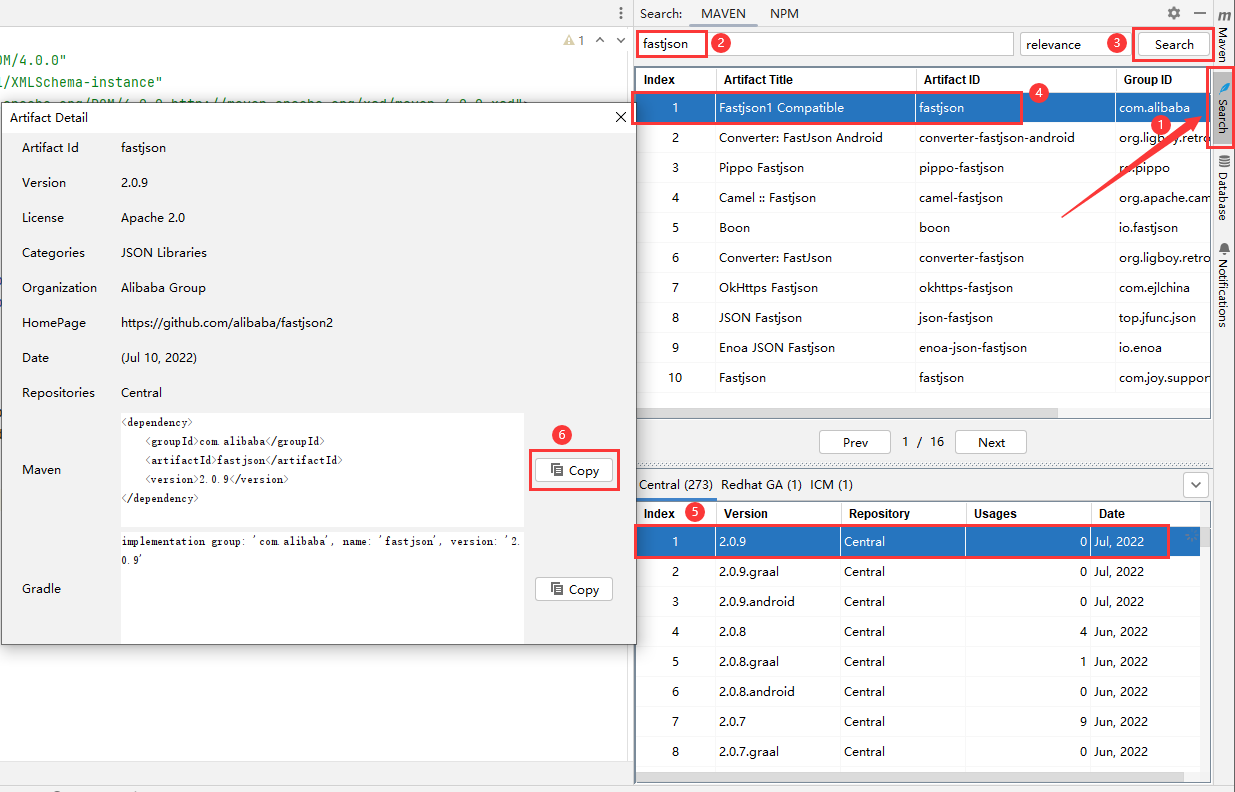 Search: MAVEN NPM
1
OM/4.0.0"
l/XMLSchema-instance"
fastjson 2 relevance 3 Search
Index Artifact Title Artifact ID Group ID
1 Fastjson1 Compatible fastjson 4 com.alibaba
1
2 Converter: FastJson Android converter-fastjson-android org.ligboy.retro
3 Pippo Fastjson pippo-fastjson ro.pippo
4 Camel :: Fastjson camel-fastjson org.apache.cam
5 Boon boon io.fastjson
6 Converter: FastJson converter-fastjson org.ligboy.retro
7 OkHttps Fastjson okhttps-fastjson com.ejlchina
8 JSON Fastjson json-fastjson top.jfunc.json
9 Enoa JSON Fastjson enoa-json-fastjson io.enoa
10 Fastjson fastjson com.joy.suppor
Prev 1 / 16 Next
Central (273) Redhat GA (1) ICM (1)
Index 5 Version Repository Usages Date
1 2.0.9 Central 0 Jul, 2022
2 2.0.9.graal Central 0 Jul, 2022
3 2.0.9.android Central 0 Jul, 2022
4 2.0.8 Central 4 Jun, 2022
5 2.0.8.graal Central 1 Jun, 2022
6 2.0.8.android Central 0 Jun, 2022
7 2.0.7 Central 9 Jun, 2022
8 2.0.7.graal Central 0 Jun, 2022
m Maven
Search
Database
Notifications
Artifact Detail
Artifact Id fastjson
Version 2.0.9
License Apache 2.0
Categories JSON Libraries
Organization Alibaba Group
HomePage https://github.com/alibaba/fastjson2
Date (Jul 10, 2022)
Repositories Central
Maven
<dependency>
<groupId>com.alibaba</groupId>
<artifactId>fastjson</artifactId>
<version>2.0.9</version>
</dependency>
6
Copy
Gradle
implementation group: 'com.alibaba', name: 'fastjson', version: '2.
0.9'
Copy